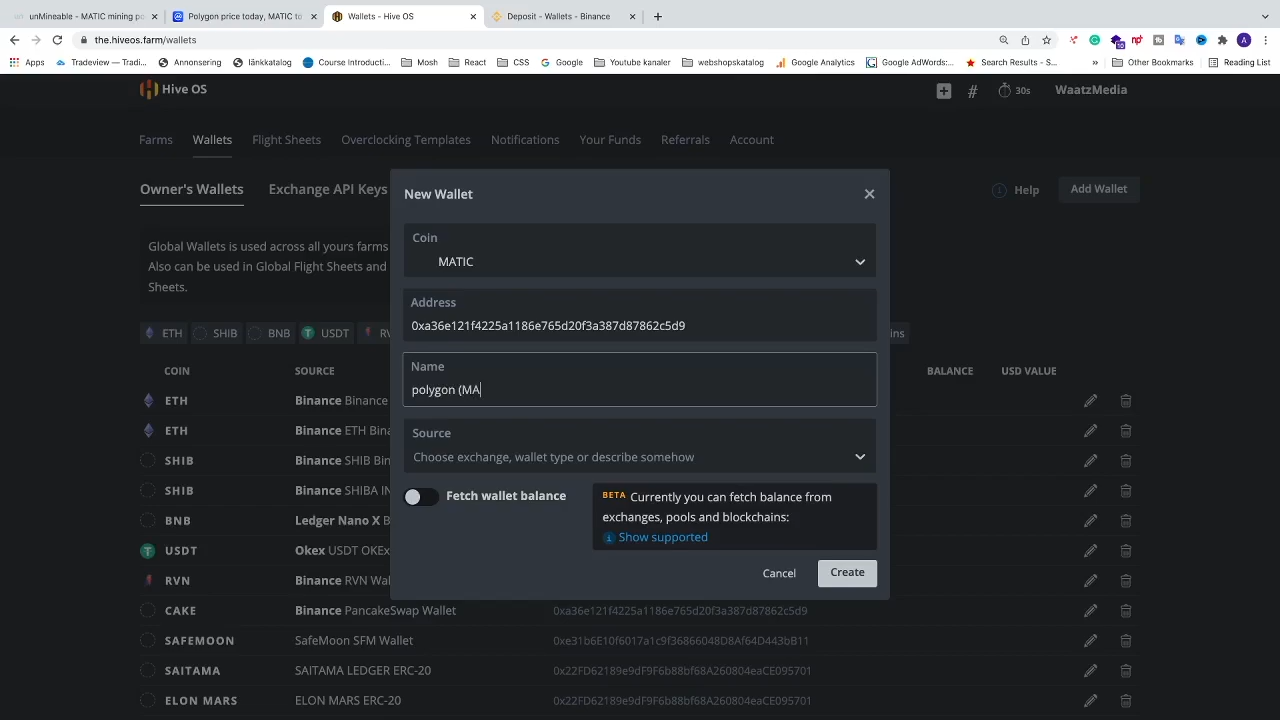 unMineable - MATIC mining po
Polygon price today, MATIC to
Wallets - Hive OS
Deposit - Wallets - Binance
the.hiveos.farm/wallets
Apps
Tradeview – Tradi...
Annonsering
länkkatalog
Course Introducti...
Mosh
React
CSS
Google
Youtube kanaler
webshopskatalog
Google Analytics
Google AdWords:...
Search Results - S...
»
Other Bookmarks
Reading List
Hive OS
30s
WaatzMedia
Farms
Wallets
Flight Sheets
Overclocking Templates
Notifications
Your Funds
Referrals
Account
Owner's Wallets
Exchange API Keys
Help
Add Wallet
Global Wallets is used across all yours farms
Also can be used in Global Flight Sheets and
Sheets.
ETH
SHIB
BNB
USDT
New Wallet
Coin
MATIC
Address
0xa36e121f4225a1186e765d20f3a387d87862c5d9
Name
polygon (MA
Source
Choose exchange, wallet type or describe somehow
Fetch wallet balance
BETA Currently you can fetch balance from
exchanges, pools and blockchains:
Show supported
Cancel
Create
COIN SOURCE BALANCE USD VALUE
ETH Binance Binance
ETH Binance ETH Bina
SHIB Binance SHIB Bin
SHIB Binance SHIBA IN
BNB Ledger Nano X B
USDT Okex USDT OKEx
RVN Binance RVN Wal
CAKE Binance PancakeSwap Wallet 0xa36e121f4225a1186e765d20f3a387d87862c5d9
SAFEMOON SafeMoon SFM Wallet 0xe31b6E10f6017a1c9f36866048D8Af64D443bB11
SAITAMA SAITAMA LEDGER ERC-20 0x22FD62189e9dF9F6b88bf68A260804eaCE095701
ELON MARS ELON MARS ERC-20 0x22FD62189e9dF9F6b88bf68A260804eaCE095701